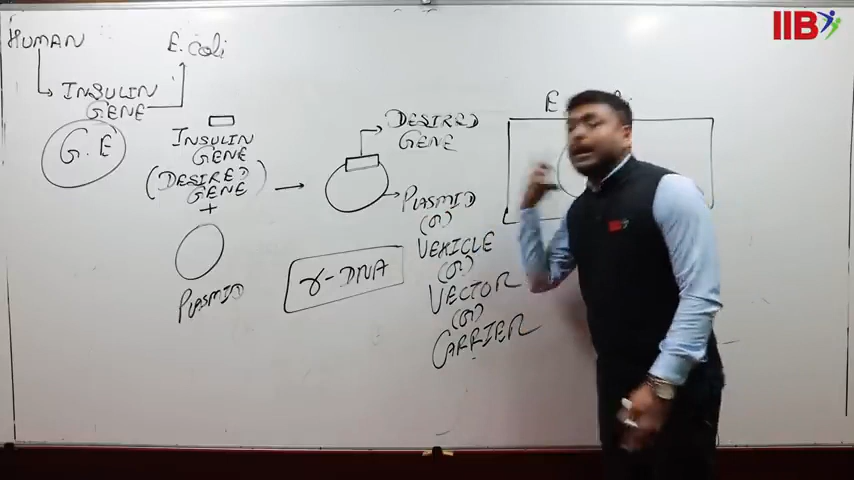 HUMAN
E. Coli
INSULIN
GENE
G.E
INSULIN
GENE
(DESIRED
GENE)
+
PLASMID
DESIRED
GENE
PLASMID
(or)
VEHICLE
(or)
VECTOR
(or)
CARRIER
r-DNA
E
IIB
IIB